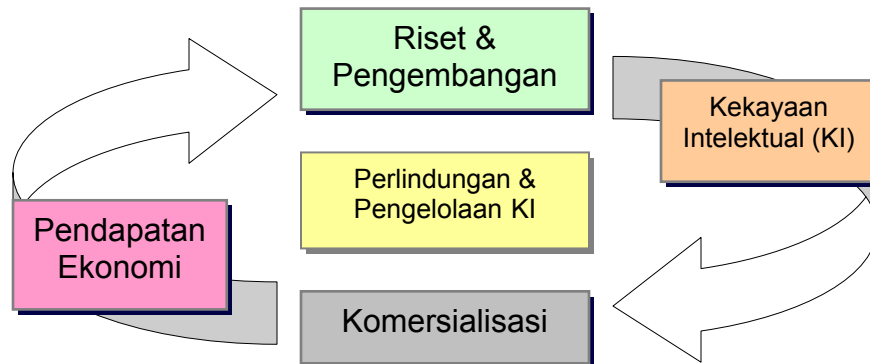 Riset &
Pengembangan
Kekayaan
Intelektual (KI)
Perlindungan &
Pengelolaan KI
Pendapatan
Ekonomi
Komersialisasi